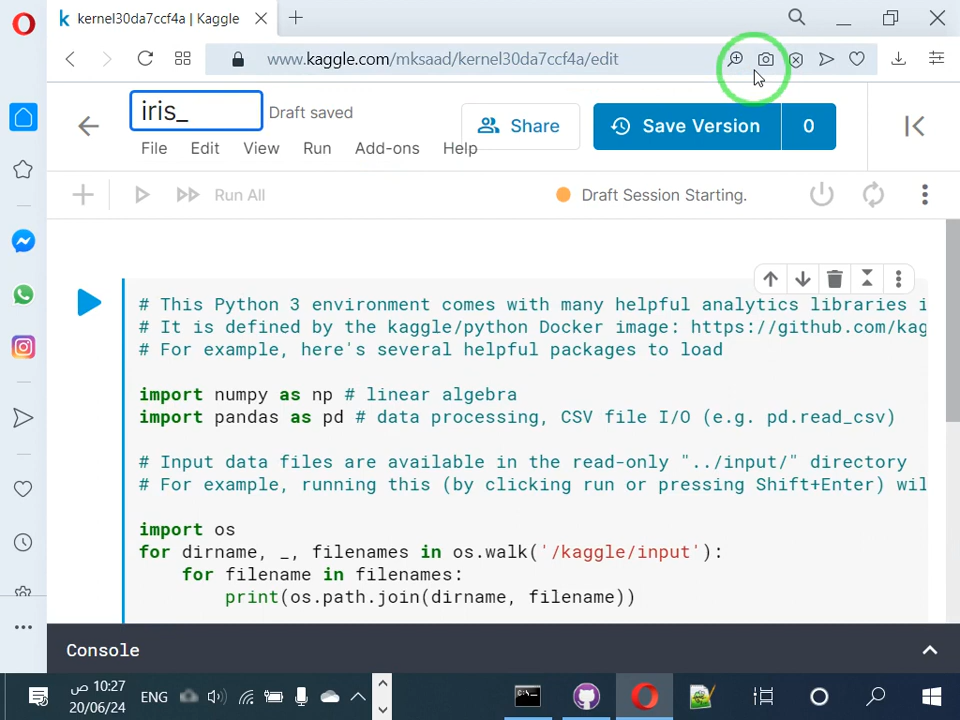 kernel30da7ccf4a | Kaggle
www.kaggle.com/mksaad/kernel30da7ccf4a/edit
iris_
Draft saved
Share
Save Version
0
File Edit View Run Add-ons Help
Run All
Draft Session Starting.
# This Python 3 environment comes with many helpful analytics libraries i
# It is defined by the kaggle/python Docker image: https://github.com/kag
# For example, here's several helpful packages to load
import numpy as np # linear algebra
import pandas as pd # data processing, CSV file I/O (e.g. pd.read_csv)
# Input data files are available in the read-only "../input/" directory
# For example, running this (by clicking run or pressing Shift+Enter) wil
import os
for dirname, _, filenames in os.walk('/kaggle/input'):
for filename in filenames:
print(os.path.join(dirname, filename))
Console
10:27 ص
20/06/24
ENG